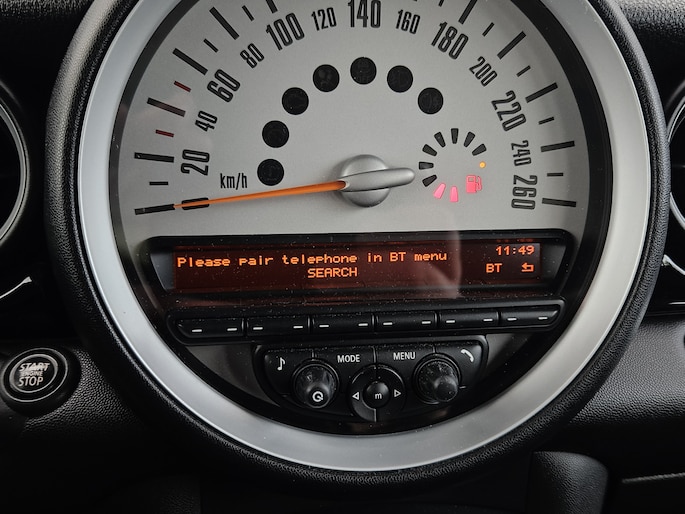 0
20
40
60
80
100
120
140
160
180
200
220
240
260
km/h
Please pair telephone in BT menu
11:49
SEARCH
BT
START
ENGINE
STOP
MODE
MENU
m